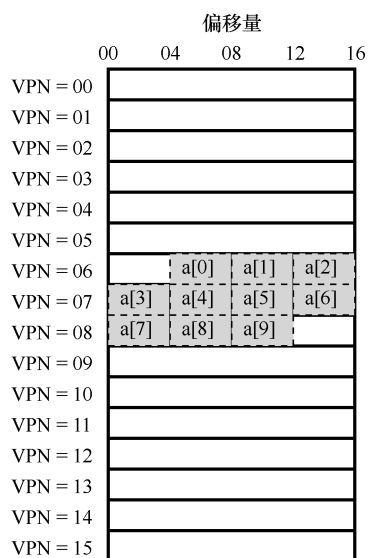 偏移量
00 04 08 12 16
VPN = 00
VPN = 01
VPN = 02
VPN = 03
VPN = 04
VPN = 05
VPN = 06 a[0] a[1] a[2]
VPN = 07 a[3] a[4] a[5] a[6]
VPN = 08 a[7] a[8] a[9]
VPN = 09
VPN = 10
VPN = 11
VPN = 12
VPN = 13
VPN = 14
VPN = 15